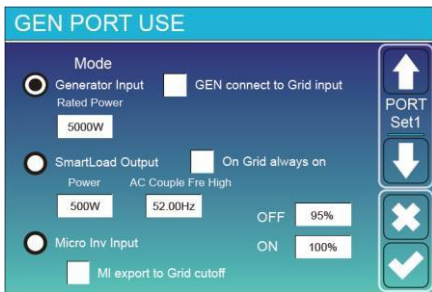 GEN PORT USE
Mode
Generator Input GEN connect to Grid input
Rated Power
5000W
PORT
Set1
SmartLoad Output On Grid always on
Power AC Couple Fre High
500W 52.00Hz
OFF 95%
Micro Inv Input ON 100%
MI export to Grid cutoff